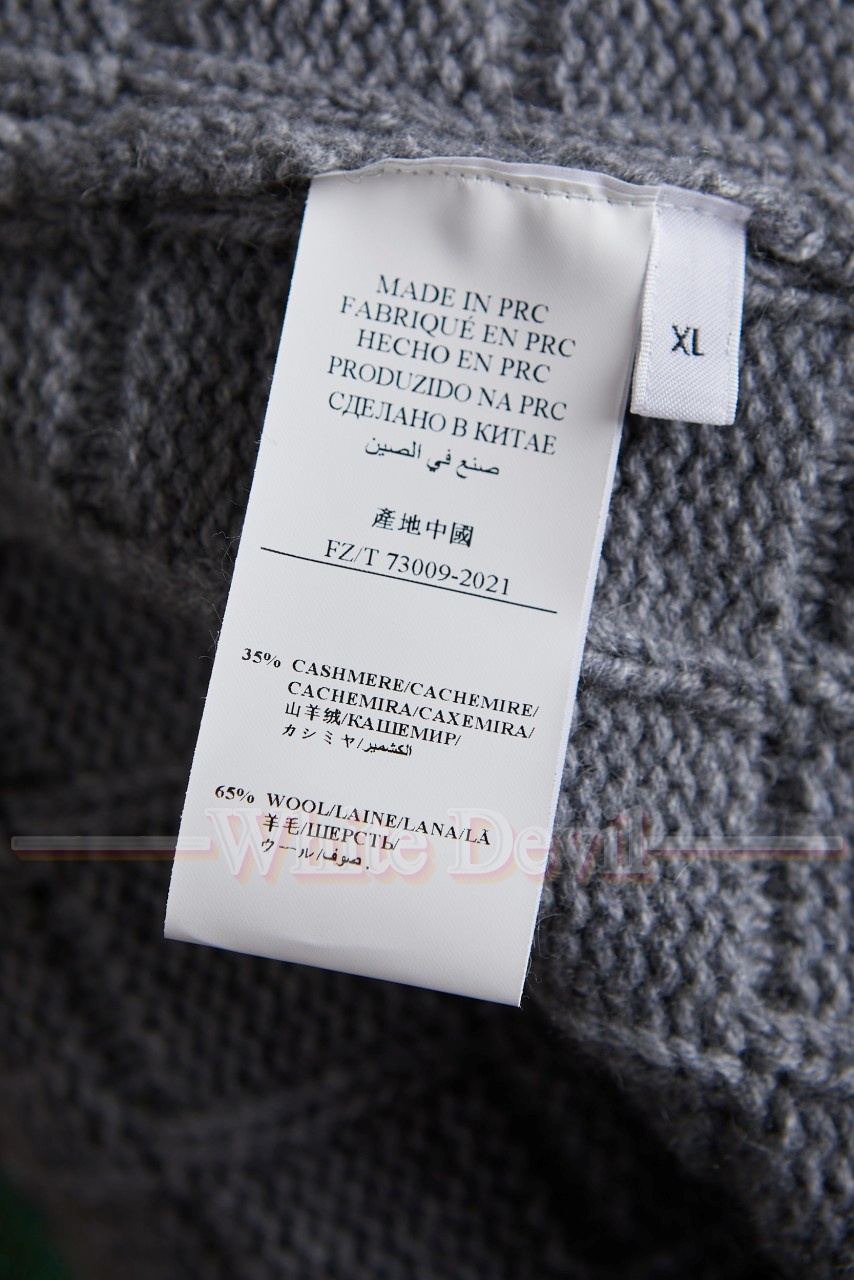 MADE IN PRC
FABRIQUÉ EN PRC
HECHO EN PRC
PRODUZIDO NA PRC
СДЕЛАНО В КИТАЕ
صنع في الصين
產地中國
FZ/T 73009-2021
XL
35% CASHMERE/CACHEMIRE/
CACHEMIRA/CAXEMIRA/
山羊绒/КАШЕМИР/
カシミヤ/الكشمير
65% WOOL/LAINE/LANA/LÃ
羊毛/ШЕРСТЬ/
ウール/صوف.
White Devil